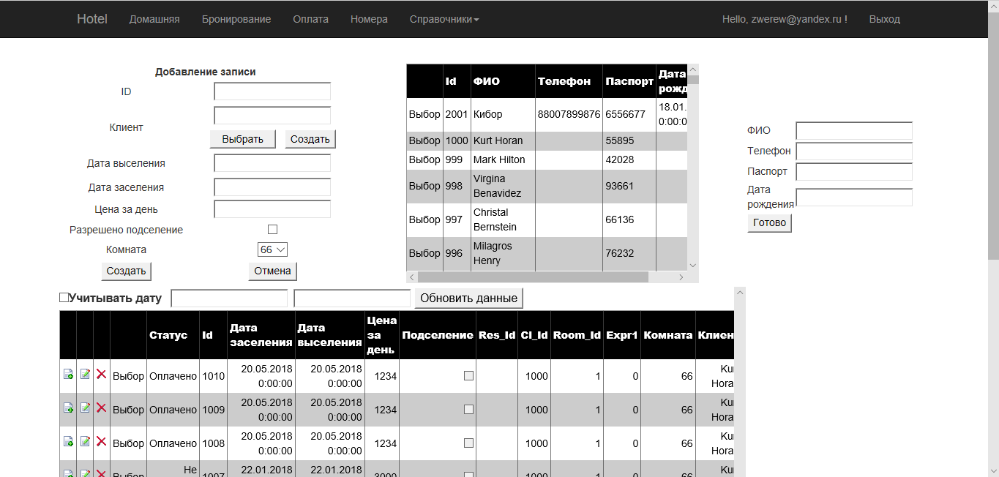 Hotel Домашняя Бронирование Оплата Номера Справочники Hello, zwerew@yandex.ru ! Выход
Добавление записи
ID
Клиент
Выбрать Создать
Дата выселения
Дата заселения
Цена за день
Разрешено подселение
Комната 66
Создать Отмена
Id ФИО Телефон Паспорт Дата
рожд
Выбор 2001 Кибор 88007899876 6556677 18.01.
0:00:0
Выбор 1000 Kurt Horan 55895
Выбор 999 Mark Hilton 42028
Выбор 998 Virgina
Benavidez 93661
Выбор 997 Christal
Bernstein 66136
Выбор 996 Milagros
Henry 76232
ФИО
Телефон
Паспорт
Дата
рождения
Готово
Учитывать дату Обновить данные
Статус Id Дата
заселения Дата
выселения Цена
за
день Подселение Res_Id Cl_Id Room_Id Expr1 Комната Клиен
Выбор Оплачено 1010 20.05.2018
0:00:00 20.05.2018
0:00:00 1234 1000 1 0 66 Kur
Hora
Выбор Оплачено 1009 20.05.2018
0:00:00 20.05.2018
0:00:00 1234 1000 1 0 66 Kur
Hora
Выбор Оплачено 1008 20.05.2018
0:00:00 20.05.2018
0:00:00 1234 1000 1 0 66 Kur
Hora
Выбор Не 1007 22.01.2018 22.01.2018 3000 1000 1 0 66 Kur